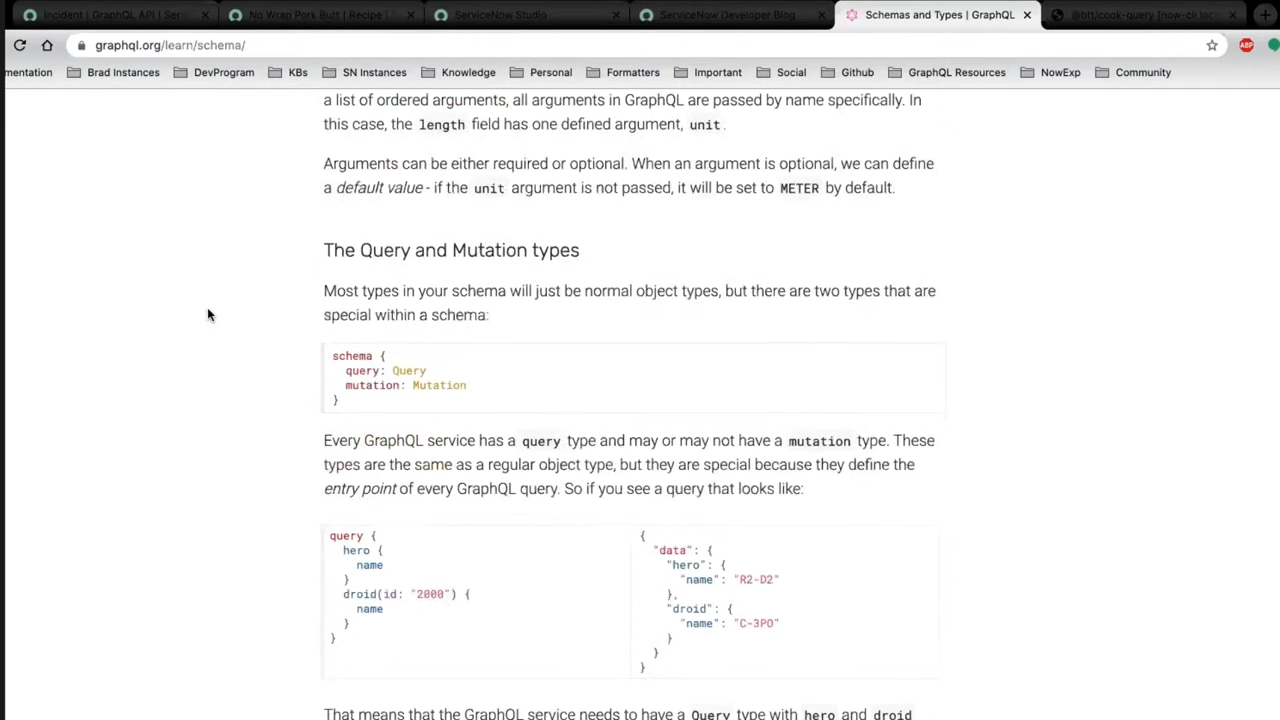 Incident | GraphQL API | Ser
No Wrap Pork Butt | Recipe |
ServiceNow Studio
ServiceNow Developer Blog
Schemas and Types | GraphQL
@btt/cook-query [now-cli
graphql.org/learn/schema/
ABP
mentation
Brad Instances
DevProgram
KBs
SN Instances
Knowledge
Personal
Formatters
Important
Social
Github
GraphQL Resources
NowExp
Community
a list of ordered arguments, all arguments in GraphQL are passed by name specifically. In
this case, the length field has one defined argument, unit.
Arguments can be either required or optional. When an argument is optional, we can define
a default value - if the unit argument is not passed, it will be set to METER by default.
The Query and Mutation types
Most types in your schema will just be normal object types, but there are two types that are
special within a schema:
schema {
query: Query
mutation: Mutation
}
Every GraphQL service has a query type and may or may not have a mutation type. These
types are the same as a regular object type, but they are special because they define the
entry point of every GraphQL query. So if you see a query that looks like:
query {
hero {
name
}
droid(id: "2000") {
name
}
}
{
"data": {
"hero": {
"name": "R2-D2"
},
"droid": {
"name": "C-3PO"
}
}
}
That means that the GraphQL service needs to have a Query type with hero and droid